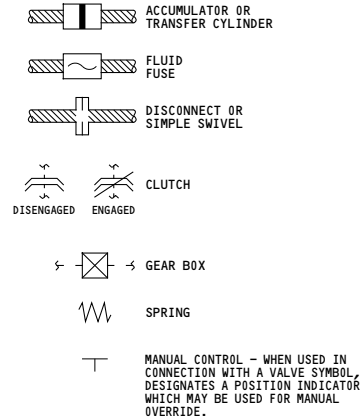 ACCUMULATOR OR
TRANSFER CYLINDER
FLUID
FUSE
DISCONNECT OR
SIMPLE SWIVEL
CLUTCH
DISENGAGED ENGAGED
GEAR BOX
SPRING
MANUAL CONTROL – WHEN USED IN
CONNECTION WITH A VALVE SYMBOL,
DESIGNATES A POSITION INDICATOR
WHICH MAY BE USED FOR MANUAL
OVERRIDE.